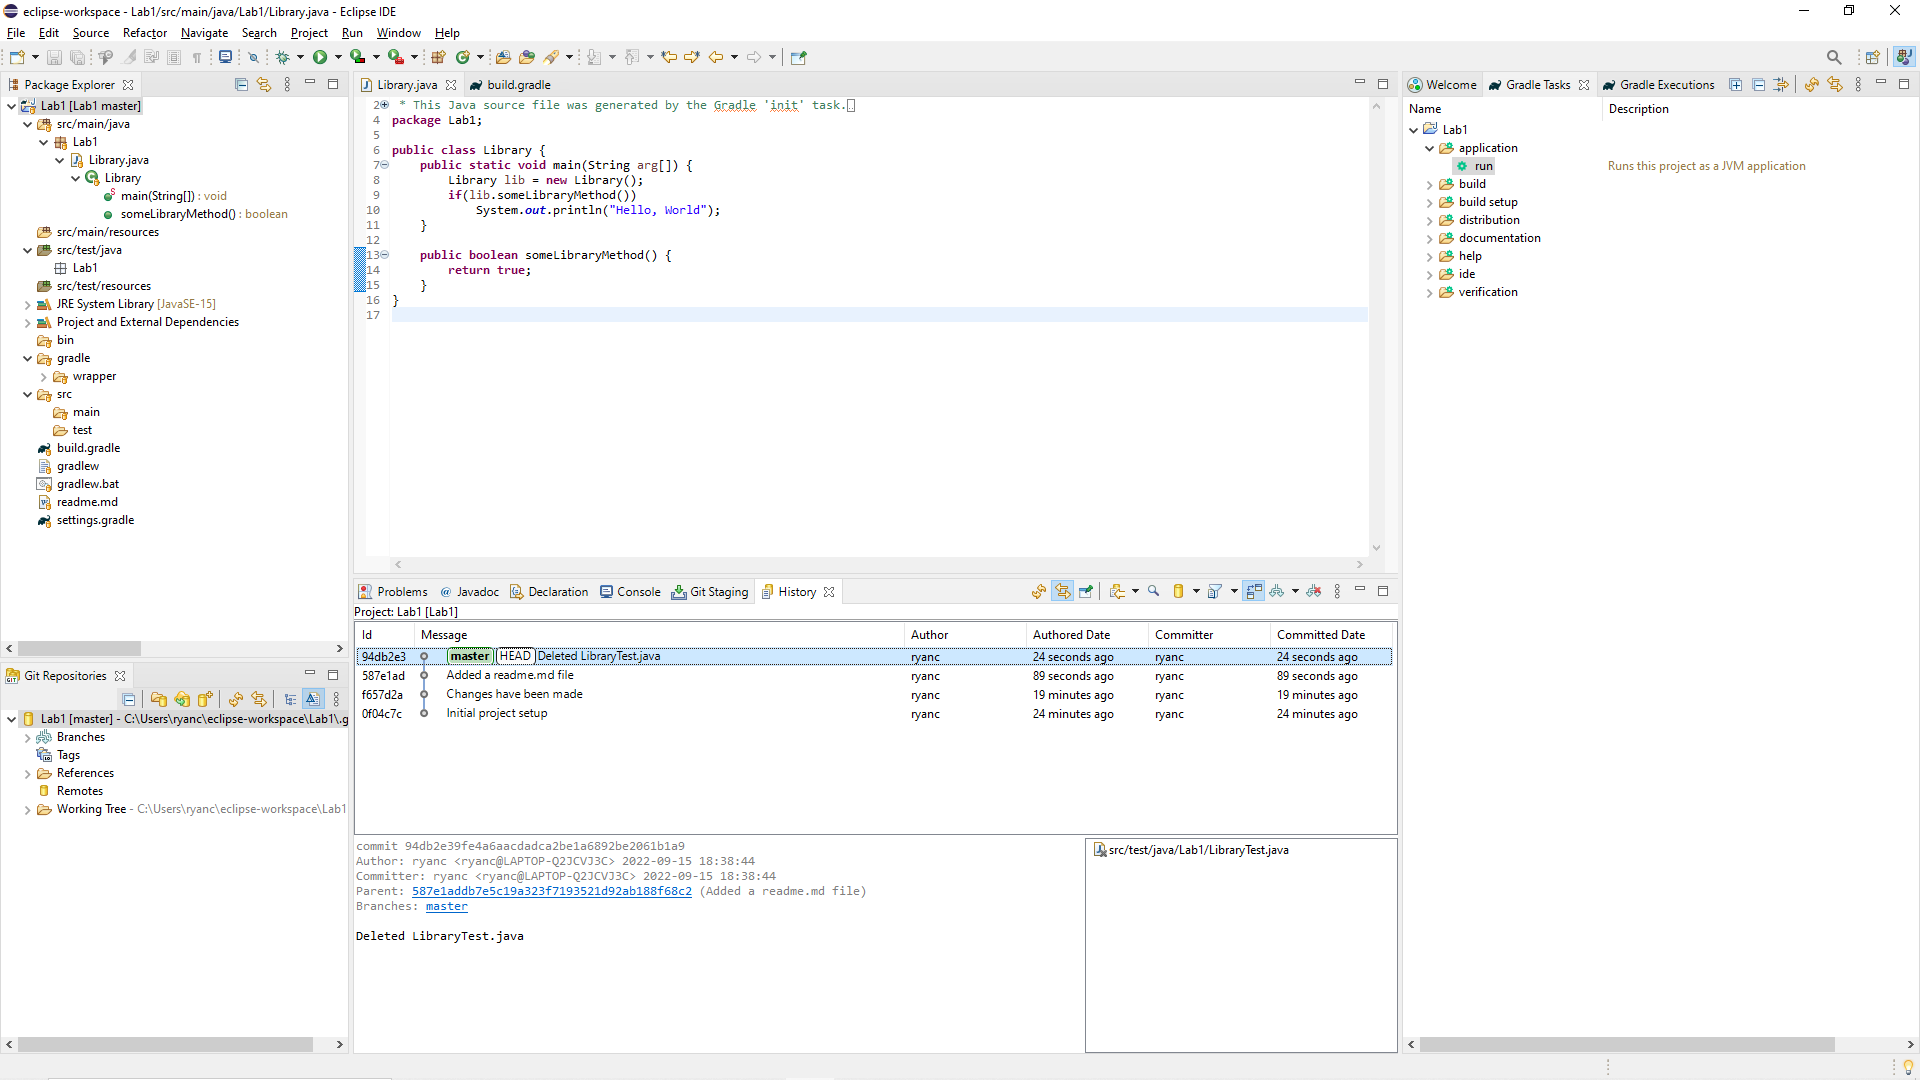 eclipse-workspace - Lab1/src/main/java/Lab1/Library.java - Eclipse IDE
File Edit Source Refactor Navigate Search Project Run Window Help
Package Explorer
Lab1 [Lab1 master]
src/main/java
Lab1
Library.java
Library
main(String[]) : void
someLibraryMethod() : boolean
src/main/resources
src/test/java
Lab1
src/test/resources
JRE System Library [JavaSE-15]
Project and External Dependencies
bin
gradle
wrapper
src
main
test
build.gradle
gradlew
gradlew.bat
readme.md
settings.gradle
Git Repositories
Lab1 [master] - C:\Users\ryanc\eclipse-workspace\Lab1\.g
Branches
Tags
References
Remotes
Working Tree - C:\Users\ryanc\eclipse-workspace\Lab1
Library.java build.gradle
2 * This Java source file was generated by the Gradle 'init' task.
4 package Lab1;
5
6 public class Library {
7 public static void main(String arg[]) {
8 Library lib = new Library();
9 if(lib.someLibraryMethod())
10 System.out.println("Hello, World");
11 }
12
13 public boolean someLibraryMethod() {
14 return true;
15 }
16 }
17
Problems @ Javadoc Declaration Console Git Staging History
Project: Lab1 [Lab1]
Id Message Author Authored Date Committer Committed Date
94db2e3 master HEAD Deleted LibraryTest.java ryanc 24 seconds ago ryanc 24 seconds ago
587e1ad Added a readme.md file ryanc 89 seconds ago ryanc 89 seconds ago
f657d2a Changes have been made ryanc 19 minutes ago ryanc 19 minutes ago
0f04c7c Initial project setup ryanc 24 minutes ago ryanc 24 minutes ago
commit 94db2e39fe4a6aacdadca2be1a6892be2061b1a9
Author: ryanc <ryanc@LAPTOP-Q2JCVJ3C> 2022-09-15 18:38:44
Committer: ryanc <ryanc@LAPTOP-Q2JCVJ3C> 2022-09-15 18:38:44
Parent: 587e1addb7e5c19a323f7193521d92ab188f68c2 (Added a readme.md file)
Branches: master
Deleted LibraryTest.java
src/test/java/Lab1/LibraryTest.java
Welcome Gradle Tasks Gradle Executions
Name Description
Lab1
application
run Runs this project as a JVM application
build
build setup
distribution
documentation
help
ide
verification